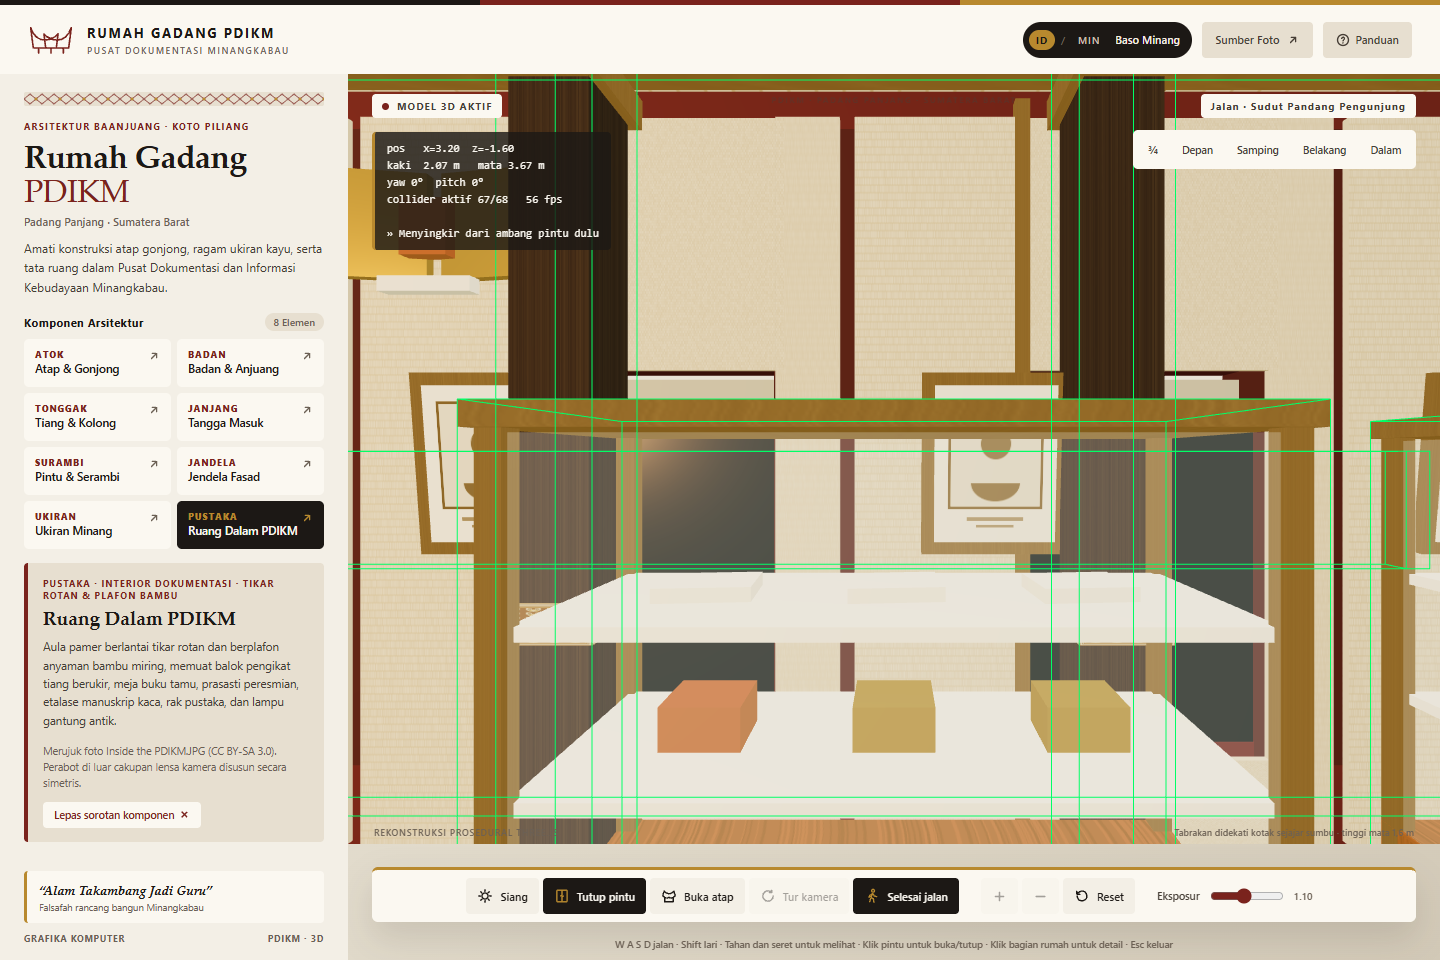 RUMAH GADANG PDIKM
PUSAT DOKUMENTASI MINANGKABAU
ID / MIN Baso Minang
Sumber Foto
Panduan
ARSITEKTUR BAANJUANG · KOTO PILIANG
Rumah Gadang
PDIKM
Padang Panjang · Sumatera Barat
Amati konstruksi atap gonjong, ragam ukiran kayu, serta
tata ruang dalam Pusat Dokumentasi dan Informasi
Kebudayaan Minangkabau.
Komponen Arsitektur
8 Elemen
ATOK
Atap & Gonjong
BADAN
Badan & Anjuang
TONGGAK
Tiang & Kolong
JANJANG
Tangga Masuk
SURAMBI
Pintu & Serambi
JANDELA
Jendela Fasad
UKIRAN
Ukiran Minang
PUSTAKA
Ruang Dalam PDIKM
PUSTAKA · INTERIOR DOKUMENTASI · TIKAR
ROTAN & PLAFON BAMBU
Ruang Dalam PDIKM
Aula pamer berlantai tikar rotan dan berplafon
anyaman bambu miring, memuat balok pengikat
tiang berukir, meja buku tamu, prasasti peresmian,
etalase manuskrip kaca, rak pustaka, dan lampu
gantung antik.
Merujuk foto Inside the PDIKM.JPG (CC BY-SA 3.0).
Perabot di luar cakupan lensa kamera disusun secara
simetris.
Lepas sorotan komponen ×
“Alam Takambang Jadi Guru”
Falsafah rancang bangun Minangkabau
GRAFIKA KOMPUTER
PDIKM · 3D
MODEL 3D AKTIF
pos x=3.20 z=-1.60
kaki 2.07 m mata 3.67 m
yaw 0° pitch 0°
collider aktif 67/68 56 fps
» Menyingkir dari ambang pintu dulu
Jalan · Sudut Pandang Pengunjung
¾ Depan Samping Belakang Dalam
REKONSTRUKSI PROSEDURAL
Tabrakan didekati kotak sejajar sumbu tinggi mata m
Siang
Tutup pintu
Buka atap
Tur kamera
Selesai jalan
+
−
Reset
Eksposur
1.10
W A S D jalan · Shift lari · Tahan dan seret untuk melihat · Klik pintu untuk buka/tutup · Klik bagian rumah untuk detail · Esc keluar